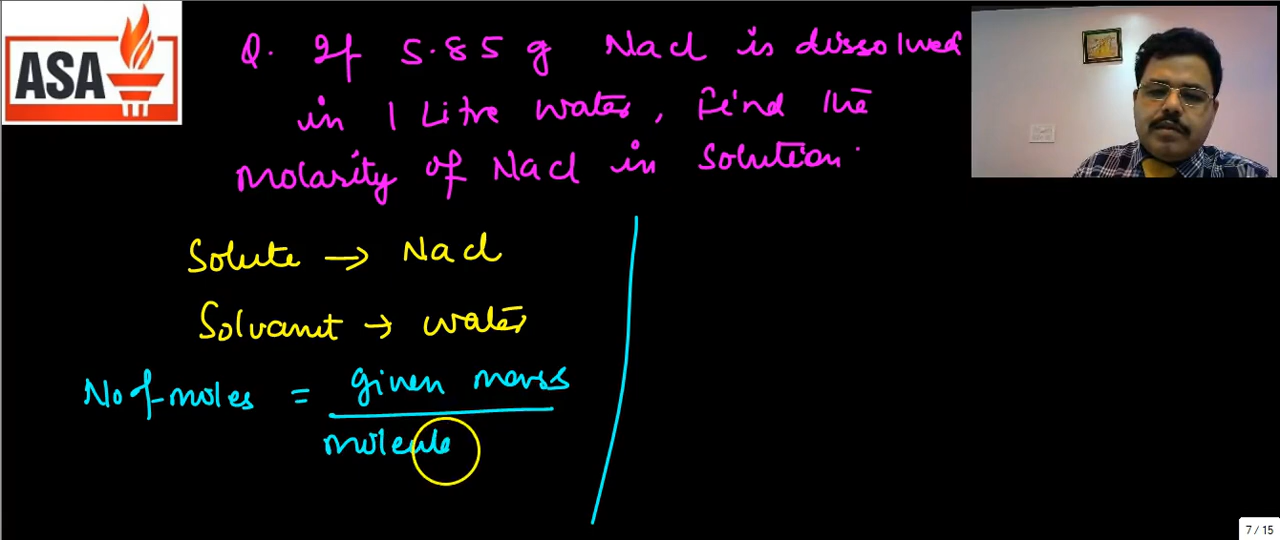 ASA
Q. If 5.85 g Nacl is dissolved
in 1 Litre water, Find the
molarity of Nacl in solution.
Solute → Nacl
Solvanet → water
No of moles = given mass
molecule
7 / 15